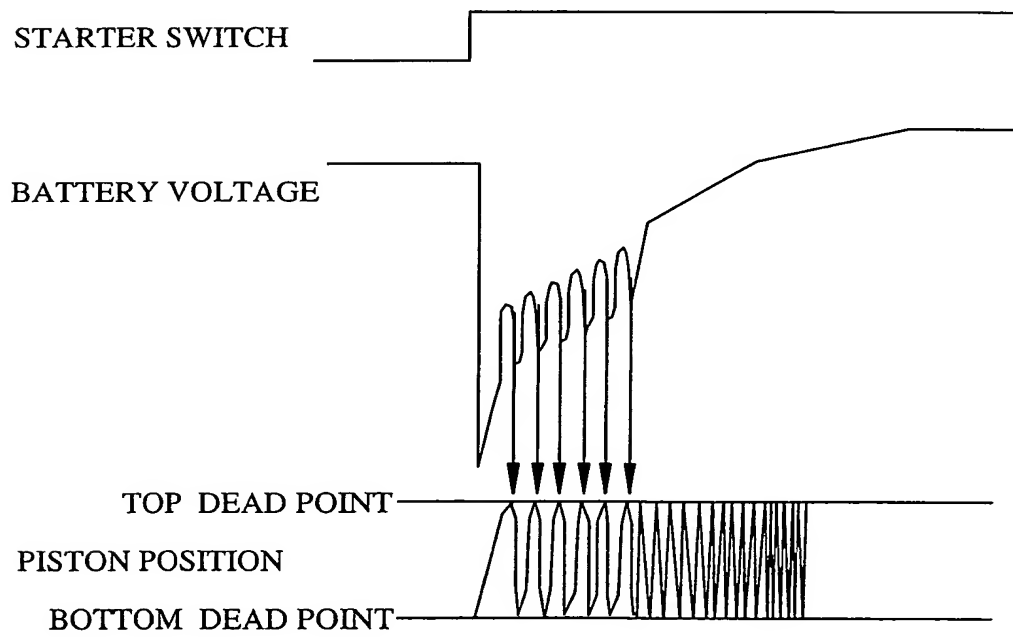 STARTER SWITCH
BATTERY VOLTAGE
TOP DEAD POINT
PISTON POSITION
BOTTOM DEAD POINT